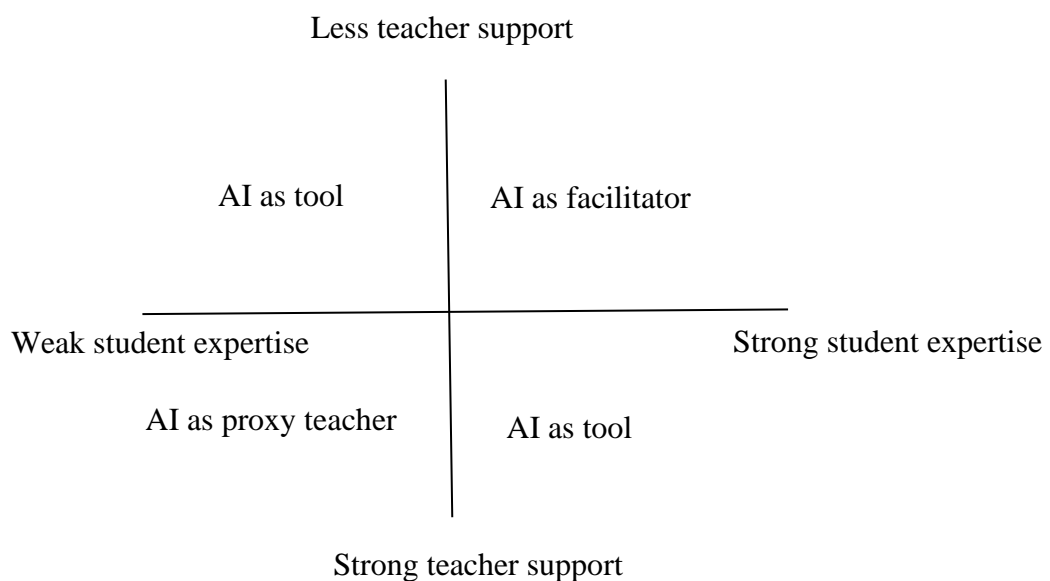 Less teacher support
AI as tool
AI as facilitator
Weak student expertise
Strong student expertise
AI as proxy teacher
AI as tool
Strong teacher support